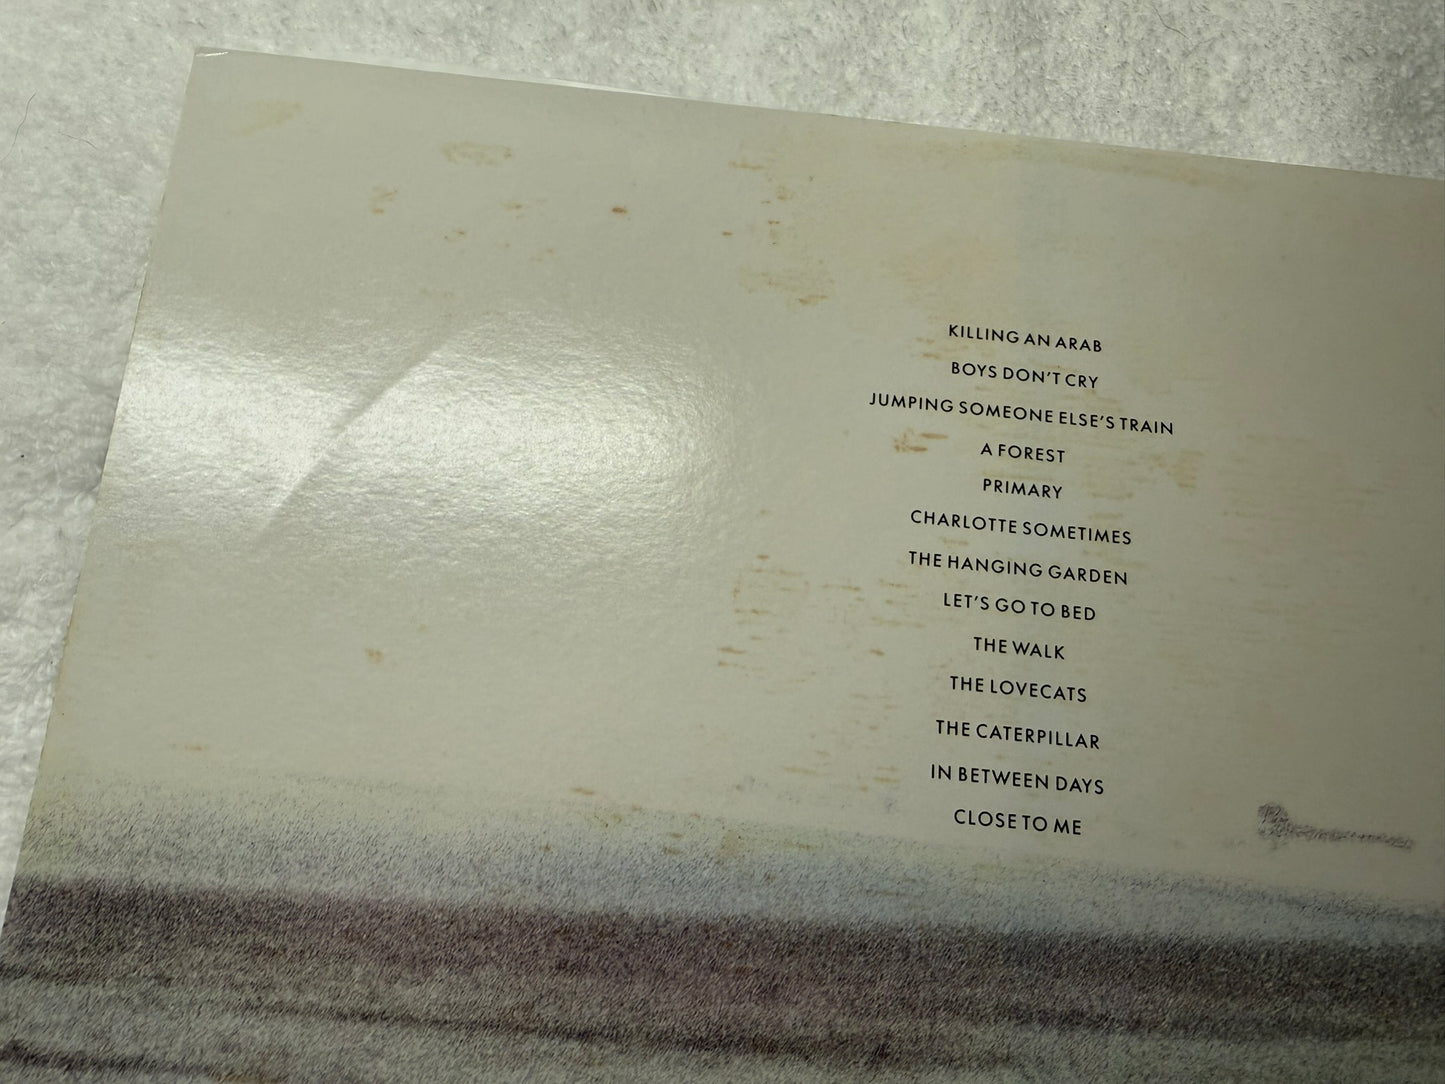 KILLING AN ARAB
BOYS DON'T CRY
JUMPING SOMEONE ELSE'S TRAIN
A FOREST
PRIMARY
CHARLOTTE SOMETIMES
THE HANGING GARDEN
LET'S GO TO BED
THE WALK
THE LOVECATS
THE CATERPILLAR
IN BETWEEN DAYS
CLOSE TO ME